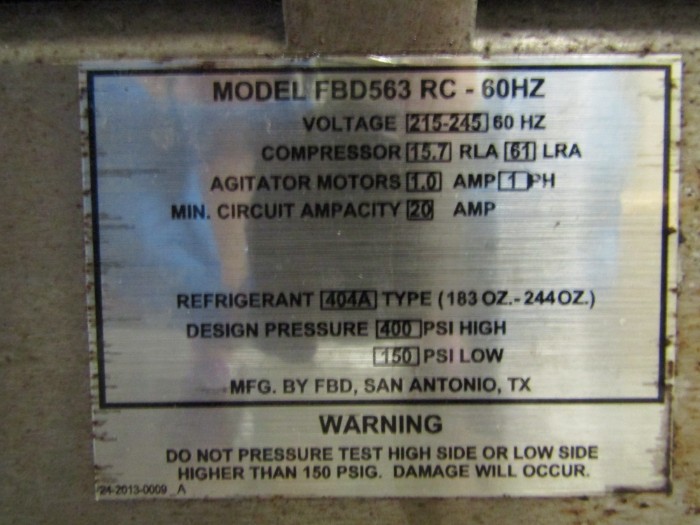 MODEL FBD563 RC - 60HZ
VOLTAGE 215-245 60 HZ
COMPRESSOR 15.7 RLA 61 LRA
AGITATOR MOTORS 1.0 AMP 1 PH
MIN. CIRCUIT AMPACITY 20 AMP
REFRIGERANT 404A TYPE (183 OZ.-244OZ.)
DESIGN PRESSURE 400 PSI HIGH
150 PSI LOW
MFG. BY FBD, SAN ANTONIO, TX
WARNING
DO NOT PRESSURE TEST HIGH SIDE OR LOW SIDE
HIGHER THAN 150 PSIG. DAMAGE WILL OCCUR.
24-2013-0009_A